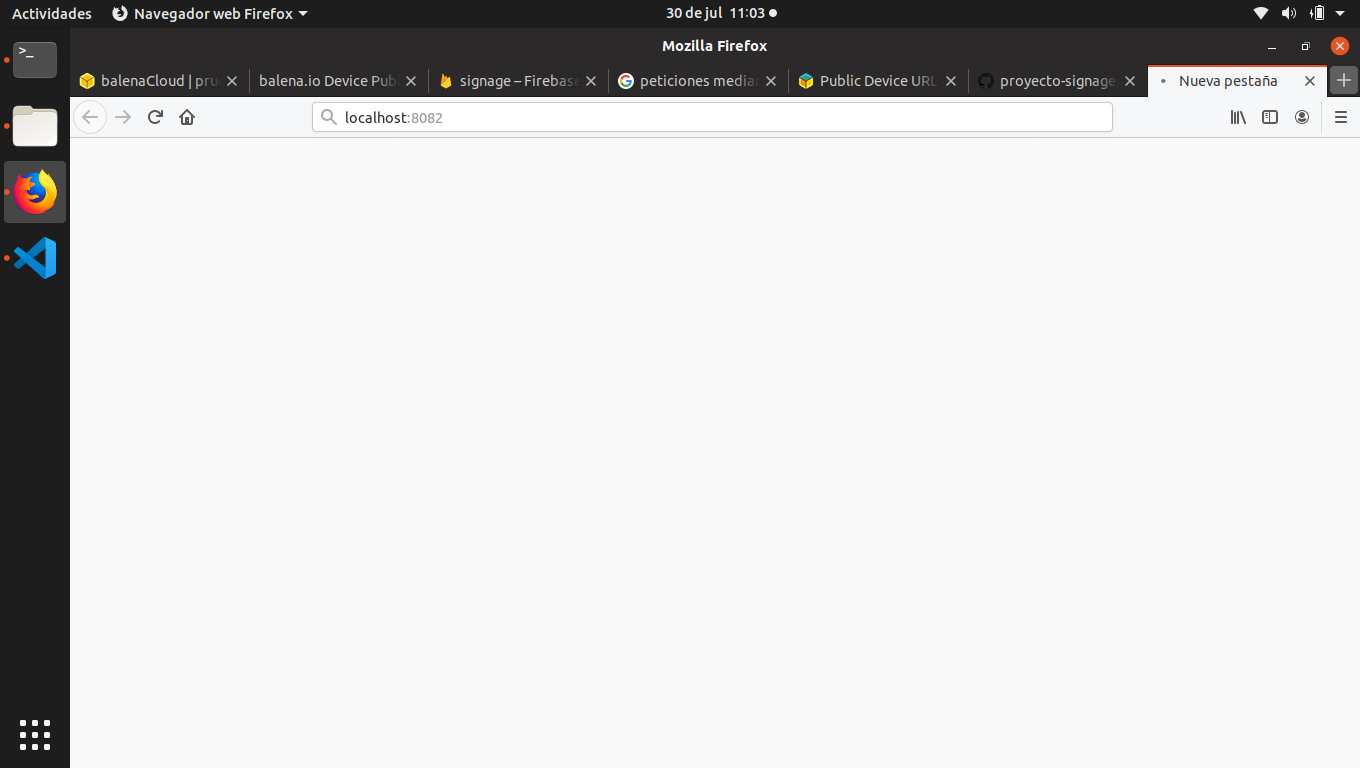 Actividades Navegador web Firefox 30 de jul 11:03
Mozilla Firefox
balenaCloud | pru balena.io Device Pub signage – Firebase peticiones median Public Device URL proyecto-signage Nueva pestaña
localhost:8082
>_